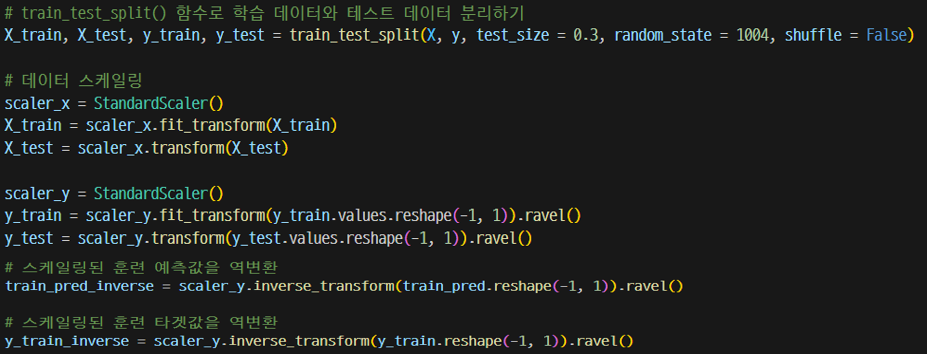 # train_test_split() 함수로 학습 데이터와 테스트 데이터 분리하기
X_train, X_test, y_train, y_test = train_test_split(X, y, test_size = 0.3, random_state = 1004, shuffle = False)
# 데이터 스케일링
scaler_x = StandardScaler()
X_train = scaler_x.fit_transform(X_train)
X_test = scaler_x.transform(X_test)
scaler_y = StandardScaler()
y_train = scaler_y.fit_transform(y_train.values.reshape(-1, 1)).ravel()
y_test = scaler_y.transform(y_test.values.reshape(-1, 1)).ravel()
# 스케일링된 훈련 예측값을 역변환
train_pred_inverse = scaler_y.inverse_transform(train_pred.reshape(-1, 1)).ravel()
# 스케일링된 훈련 타겟값을 역변환
y_train_inverse = scaler_y.inverse_transform(y_train.reshape(-1, 1)).ravel()